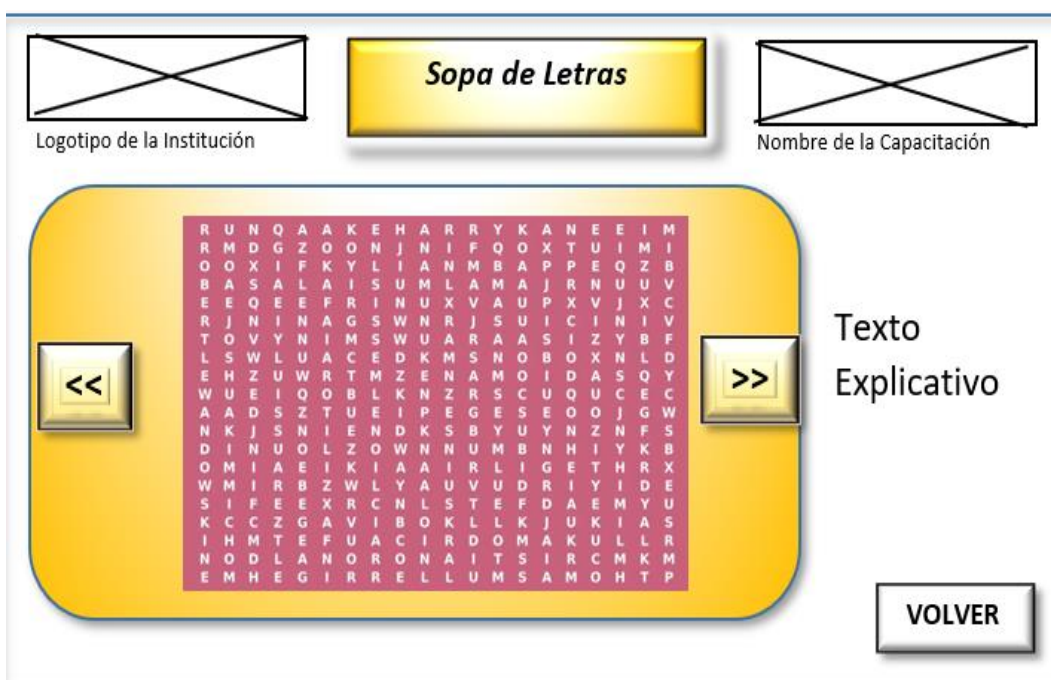 Sopa de Letras
Logotipo de la Institución
Nombre de la Capacitación
R U N Q A A K E H A R R Y K A N E E I M
R M D G Z O O N J N I F Q O X T U I M I
O O X I F K Y L I A N M B A P P E Q Z B
B A S A L A I S U M L A M A J R N U U V
E E Q E E F R I N U X V A U P X V J X C
R J N I N A G S W N R J S U I C I N I V
T O V Y N I M S W U A R A A S I Z Y B F
L S W L U A C E D K M S N O B O X N L D
E H Z U W R T M Z E N A M O I D A S Q Y
W U E I Q O B L K N Z R S C U Q U C E C
A A D S Z T U E I P E G E S E O O J G W
N K J S N I E N D K S B Y U Y N Z N F S
D I N U O L Z O W N N U M B N H I Y K B
O M I A E I K I A A I R L I G E T H R X
W M I R B Z W L Y A U V U D R I Y I D E
S I F E E X R C N L S T E F D A E M Y U
K C C Z G A V I B O K L L K J U K I A S
I H M T E F U A C I R D O M A K U L L R
N O D L A N O R O N A I T S I R C M K M
E M H E G I R R E L L U M S A M O H T P
<<
>>
Texto
Explicativo
VOLVER